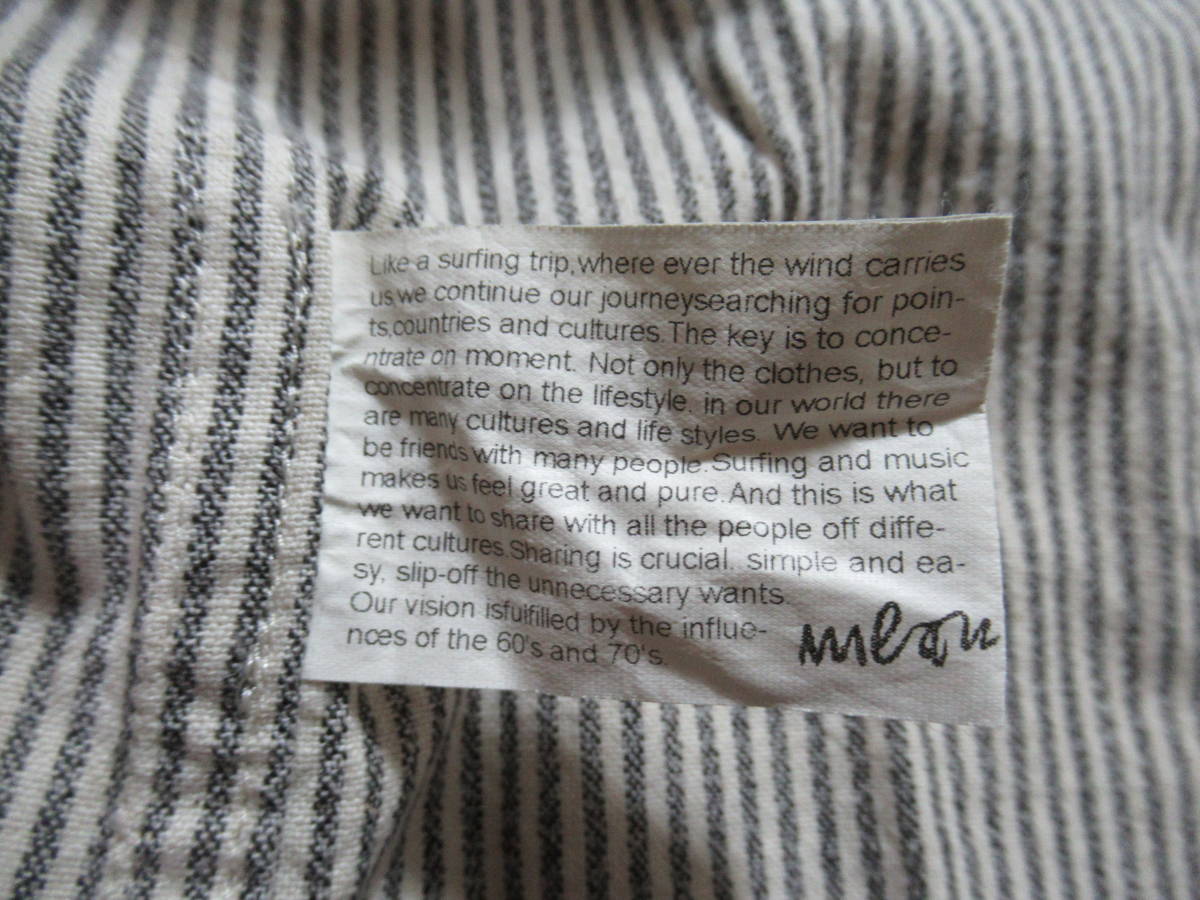 Like a surfing trip,where ever the wind carries
us we continue our journeysearching for poin-
ts,countries and cultures.The key is to conce-
ntrate on moment. Not only the clothes, but to
concentrate on the lifestyle. in our world there
are many cultures and life styles. We want to
be friends with many people.Surfing and music
makes us feel great and pure.And this is what
we want to share with all the people off diffe-
rent cultures.Sharing is crucial. simple and ea-
sy, slip-off the unnecessary wants.
Our vision isfulfilled by the influe-
nces of the 60's and 70's.